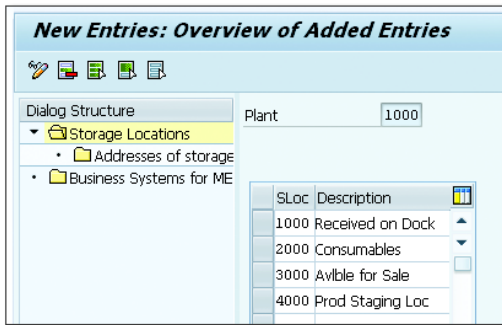 New Entries: Overview of Added Entries
Dialog Structure
Storage Locations
Addresses of storage
Business Systems for ME
Plant 1000
SLoc Description
1000 Received on Dock
2000 Consumables
3000 Avlble for Sale
4000 Prod Staging Loc